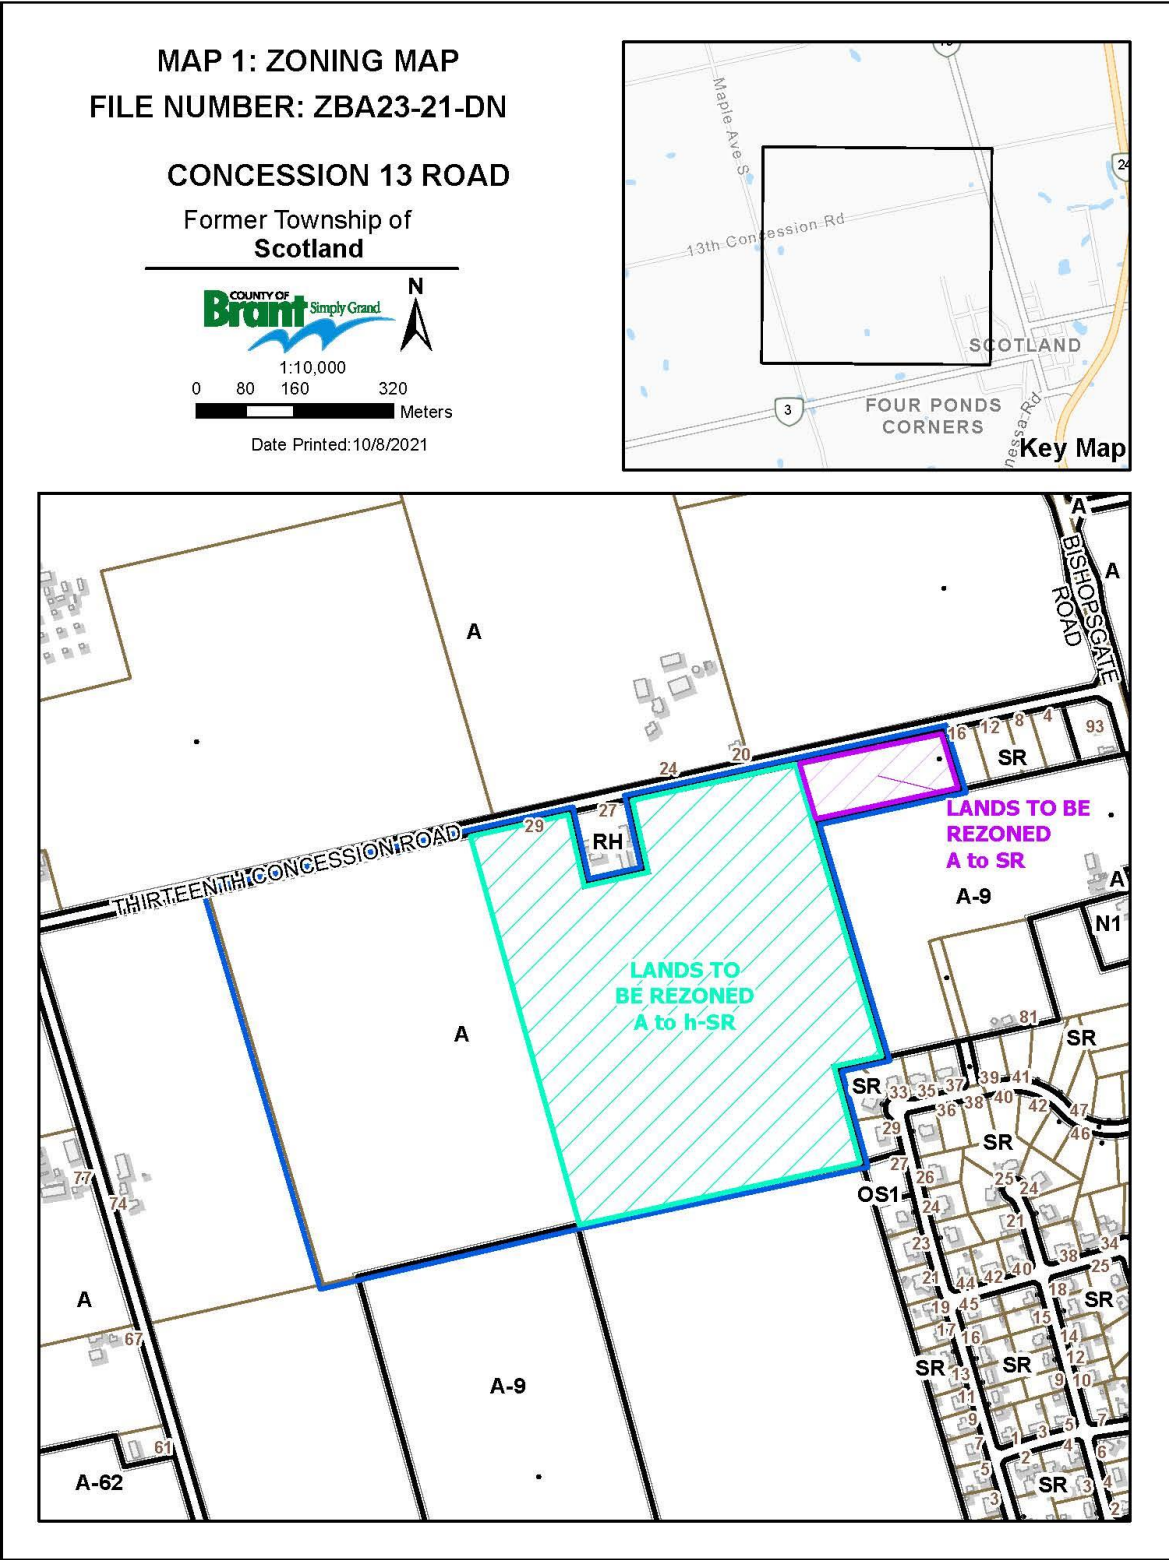 MAP 1: ZONING MAP
FILE NUMBER: ZBA23-21-DN
CONCESSION 13 ROAD
Former Township of
Scotland
COUNTY OF
Brant Simply Grand
N
1:10,000
0 80 160 320
Meters
Date Printed:10/8/2021
Maple Ave S
13th Concession Rd
24
SCOTLAND
3
FOUR PONDS
CORNERS
nessa Rd
Key Map
A
BISHOPSGATE
ROAD
A
A
16 12 8 4 93
SR
20
24
27
29
RH
THIRTEENTH CONCESSION ROAD
LANDS TO BE
REZONED
A to SR
A
A-9
N1
LANDS TO
BE REZONED
A to h-SR
A
81
SR
SR
33 35 37 39 41
36 38 40 42 47
46
29
SR
27
26
25 24
OS1
24
21
23
38 34
21 44 42 40 25
18
19 45
SR
15
17 16
14
12
SR 13
SR
9 10
11
9
7
1 3 5 7
2 4 6
5
SR 3 4
3
2
77
74
A
67
A-9
61
A-62